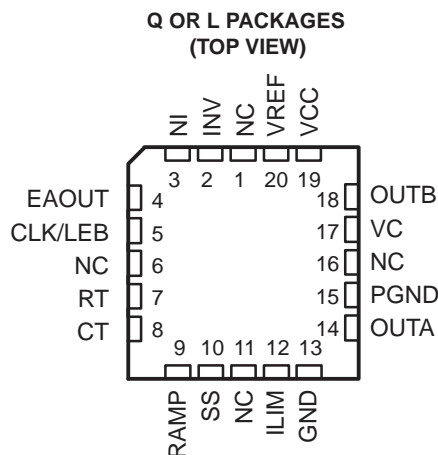 Q OR L PACKAGES
(TOP VIEW)
NI
INV
NC
VREF
VCC
3 2 1 20 19
EAOUT 4
CLK/LEB 5
NC 6
RT 7
CT 8
18 OUTB
17 VC
16 NC
15 PGND
14 OUTA
9 10 11 12 13
RAMP
SS
NC
ILIM
GND